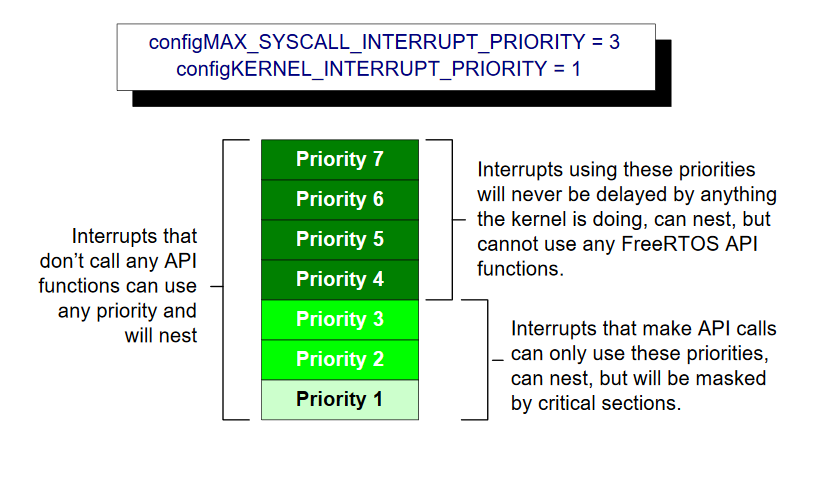 configMAX_SYSCALL_INTERRUPT_PRIORITY = 3
configKERNEL_INTERRUPT_PRIORITY = 1
Interrupts that
don’t call any API
functions can use
any priority and
will nest
Priority 7
Priority 6
Priority 5
Priority 4
Priority 3
Priority 2
Priority 1
Interrupts using these priorities
will never be delayed by anything
the kernel is doing, can nest, but
cannot use any FreeRTOS API
functions.
Interrupts that make API calls
can only use these priorities,
can nest, but will be masked
by critical sections.